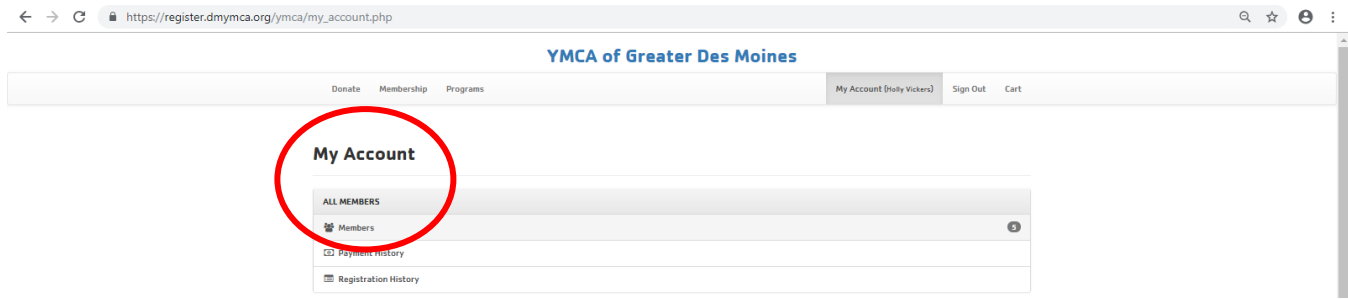 https://register.dmymca.org/ymca/my_account.php
YMCA of Greater Des Moines
Donate Membership Programs My Account (Holly Vickers) Sign Out Cart
My Account
ALL MEMBERS
Members 5
Payment History
Registration History